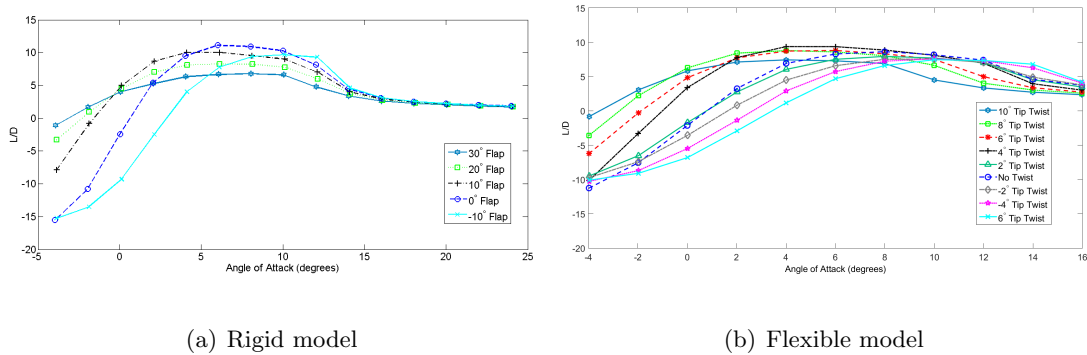 15
10
5
0
-5
-10
-15
-20
L/D
-5
0
5
10
15
20
25
Angle of Attack (degrees)
30° Flap
20° Flap
10° Flap
0° Flap
-10° Flap
(a) Rigid model
15
10
5
0
-5
-10
-15
-20
L/D
-4
-2
0
2
4
6
8
10
12
14
16
Angle of Attack (degrees)
10° Tip Twist
8° Tip Twist
6° Tip Twist
4° Tip Twist
2° Tip Twist
No Twist
-2° Tip Twist
-4° Tip Twist
6° Tip Twist
(b) Flexible model